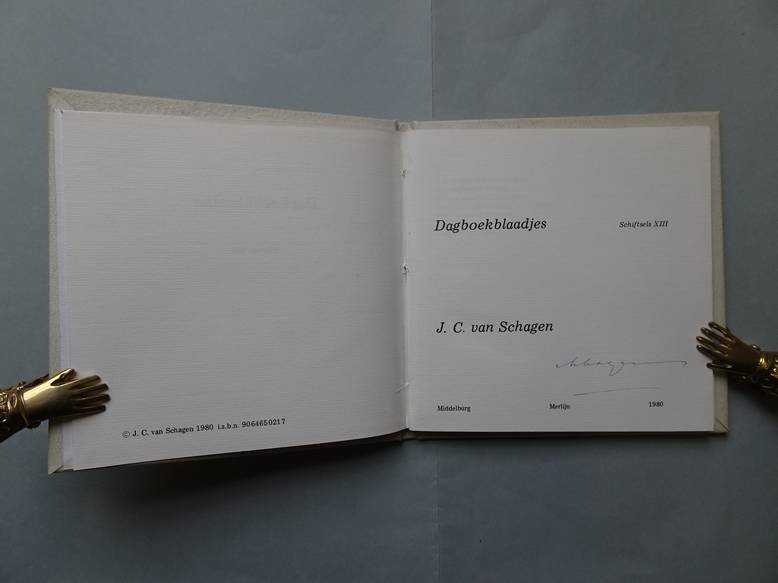 © J. C. van Schagen 1980 i.s.b.n. 9064650217
Dagboekblaadjes Schiftsels XIII
J. C. van Schagen
Middelburg Merlijn 1980